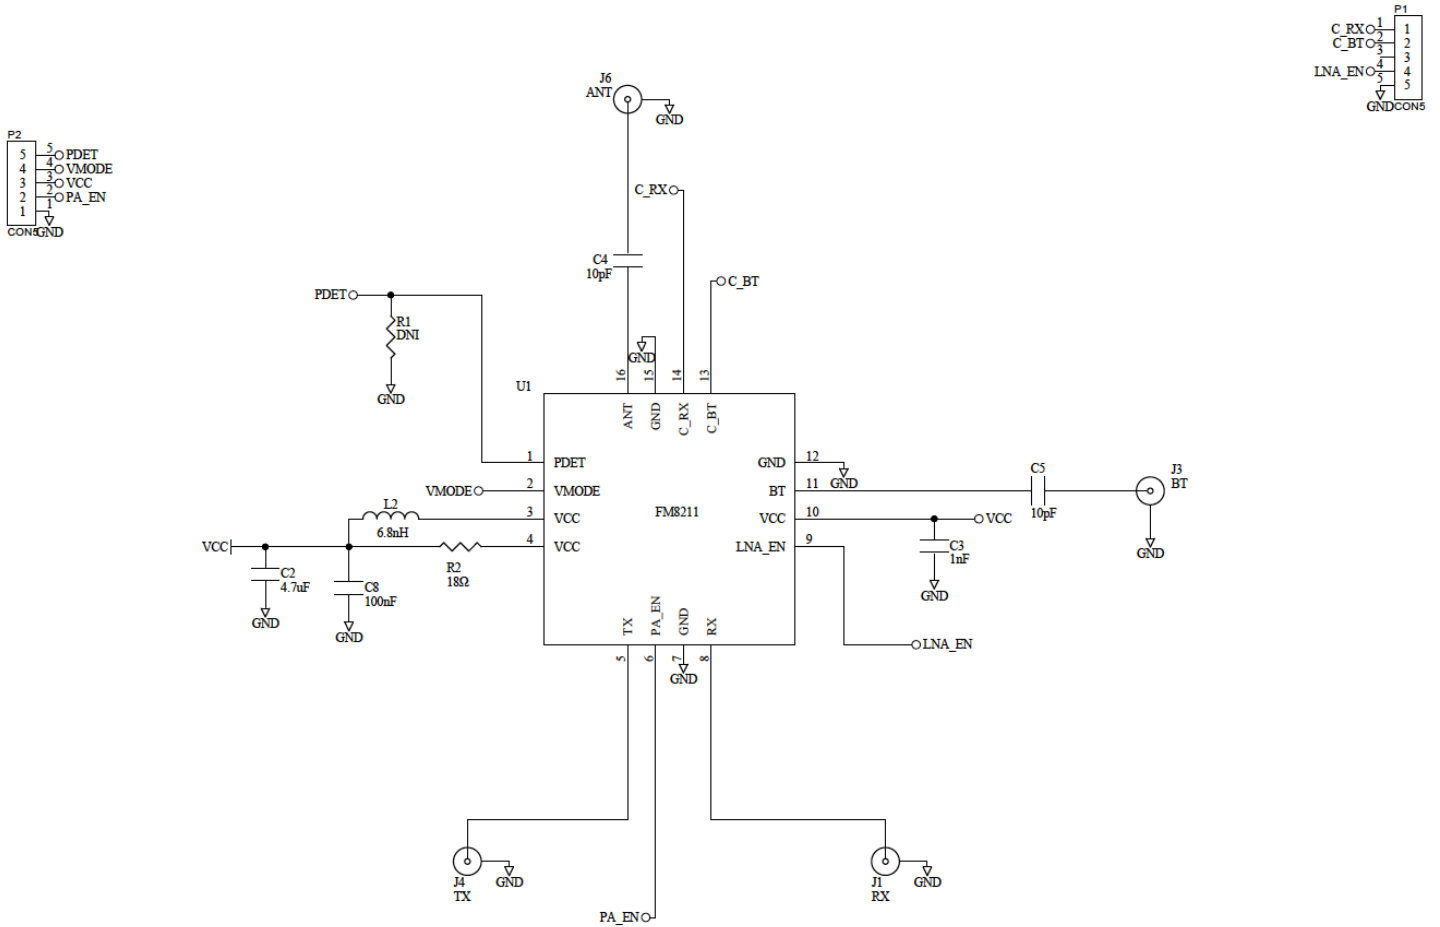 P1
C_RX 1 1
C_BT 2 2
3 3
LNA_EN 4 4
5 5
GND CON5
J6
ANT
GND
P2
5 5 PDET
4 4 VMODE
3 3 VCC
2 2 PA_EN
1 1
CON5 GND
C_RX
C4
10pF
C_BT
PDET
R1
DNI
GND
GND
U1
16 15 14 13
ANT GND C_RX C_BT
1 PDET
GND 12
GND
VMODE 2 VMODE
BT 11
C5
10pF
J3
BT
GND
FM8211
L2
6.8nH
3 VCC
VCC 10
VCC
C3
1nF
GND
VCC
R2
18Ω
4 VCC
LNA_EN 9
LNA_EN
C2
4.7uF
GND
C8
100nF
GND
TX PA_EN GND RX
5 6 7 8
GND
J4
TX
GND
J1
RX
GND
PA_EN